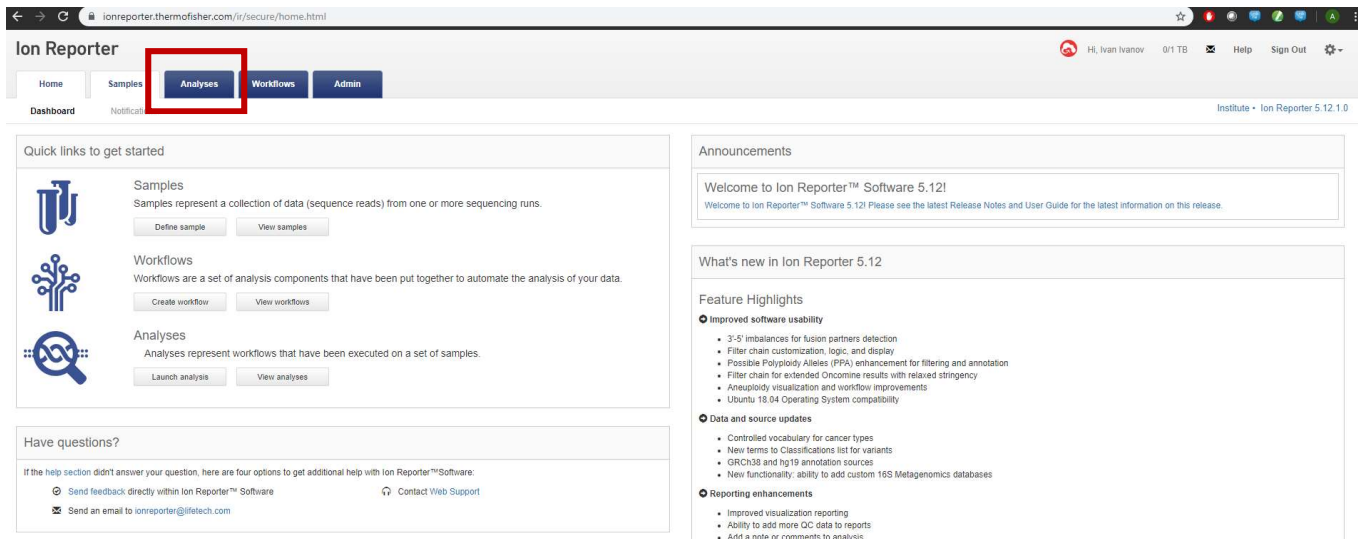 ionreporter.thermofisher.com/ir/secure/home.html
A
Ion Reporter
Hi, Ivan Ivanov 0/1 TB Help Sign Out
Home Samples Analyses Workflows Admin
Dashboard
Institute • Ion Reporter 5.12.1.0
Quick links to get started
Samples
Samples represent a collection of data (sequence reads) from one or more sequencing runs.
Define sample View samples
Workflows
Workflows are a set of analysis components that have been put together to automate the analysis of your data.
Create workflow View workflows
Analyses
Analyses represent workflows that have been executed on a set of samples.
Launch analysis View analyses
Have questions?
If the help section didn't answer your question, here are four options to get additional help with Ion Reporter™Software:
Send feedback directly within Ion Reporter™ Software
Contact Web Support
Send an email to ionreporter@lifetech.com
Announcements
Welcome to Ion Reporter™ Software 5.12!
Welcome to Ion Reporter™ Software 5.12! Please see the latest Release Notes and User Guide for the latest information on this release.
What's new in Ion Reporter 5.12
Feature Highlights
Improved software usability
• 3'-5' imbalances for fusion partners detection
• Filter chain customization, logic, and display
• Possible Polyploidy Alleles (PPA) enhancement for filtering and annotation
• Filter chain for extended Oncomine results with relaxed stringency
• Aneuploidy visualization and workflow improvements
• Ubuntu 18.04 Operating System compatibility
Data and source updates
• Controlled vocabulary for cancer types
• New terms to Classifications list for variants
• GRCh38 and hg19 annotation sources
• New functionality: ability to add custom 16S Metagenomics databases
Reporting enhancements
• Improved visualization reporting
• Ability to add more QC data to reports
• Add a note or comments to analysis